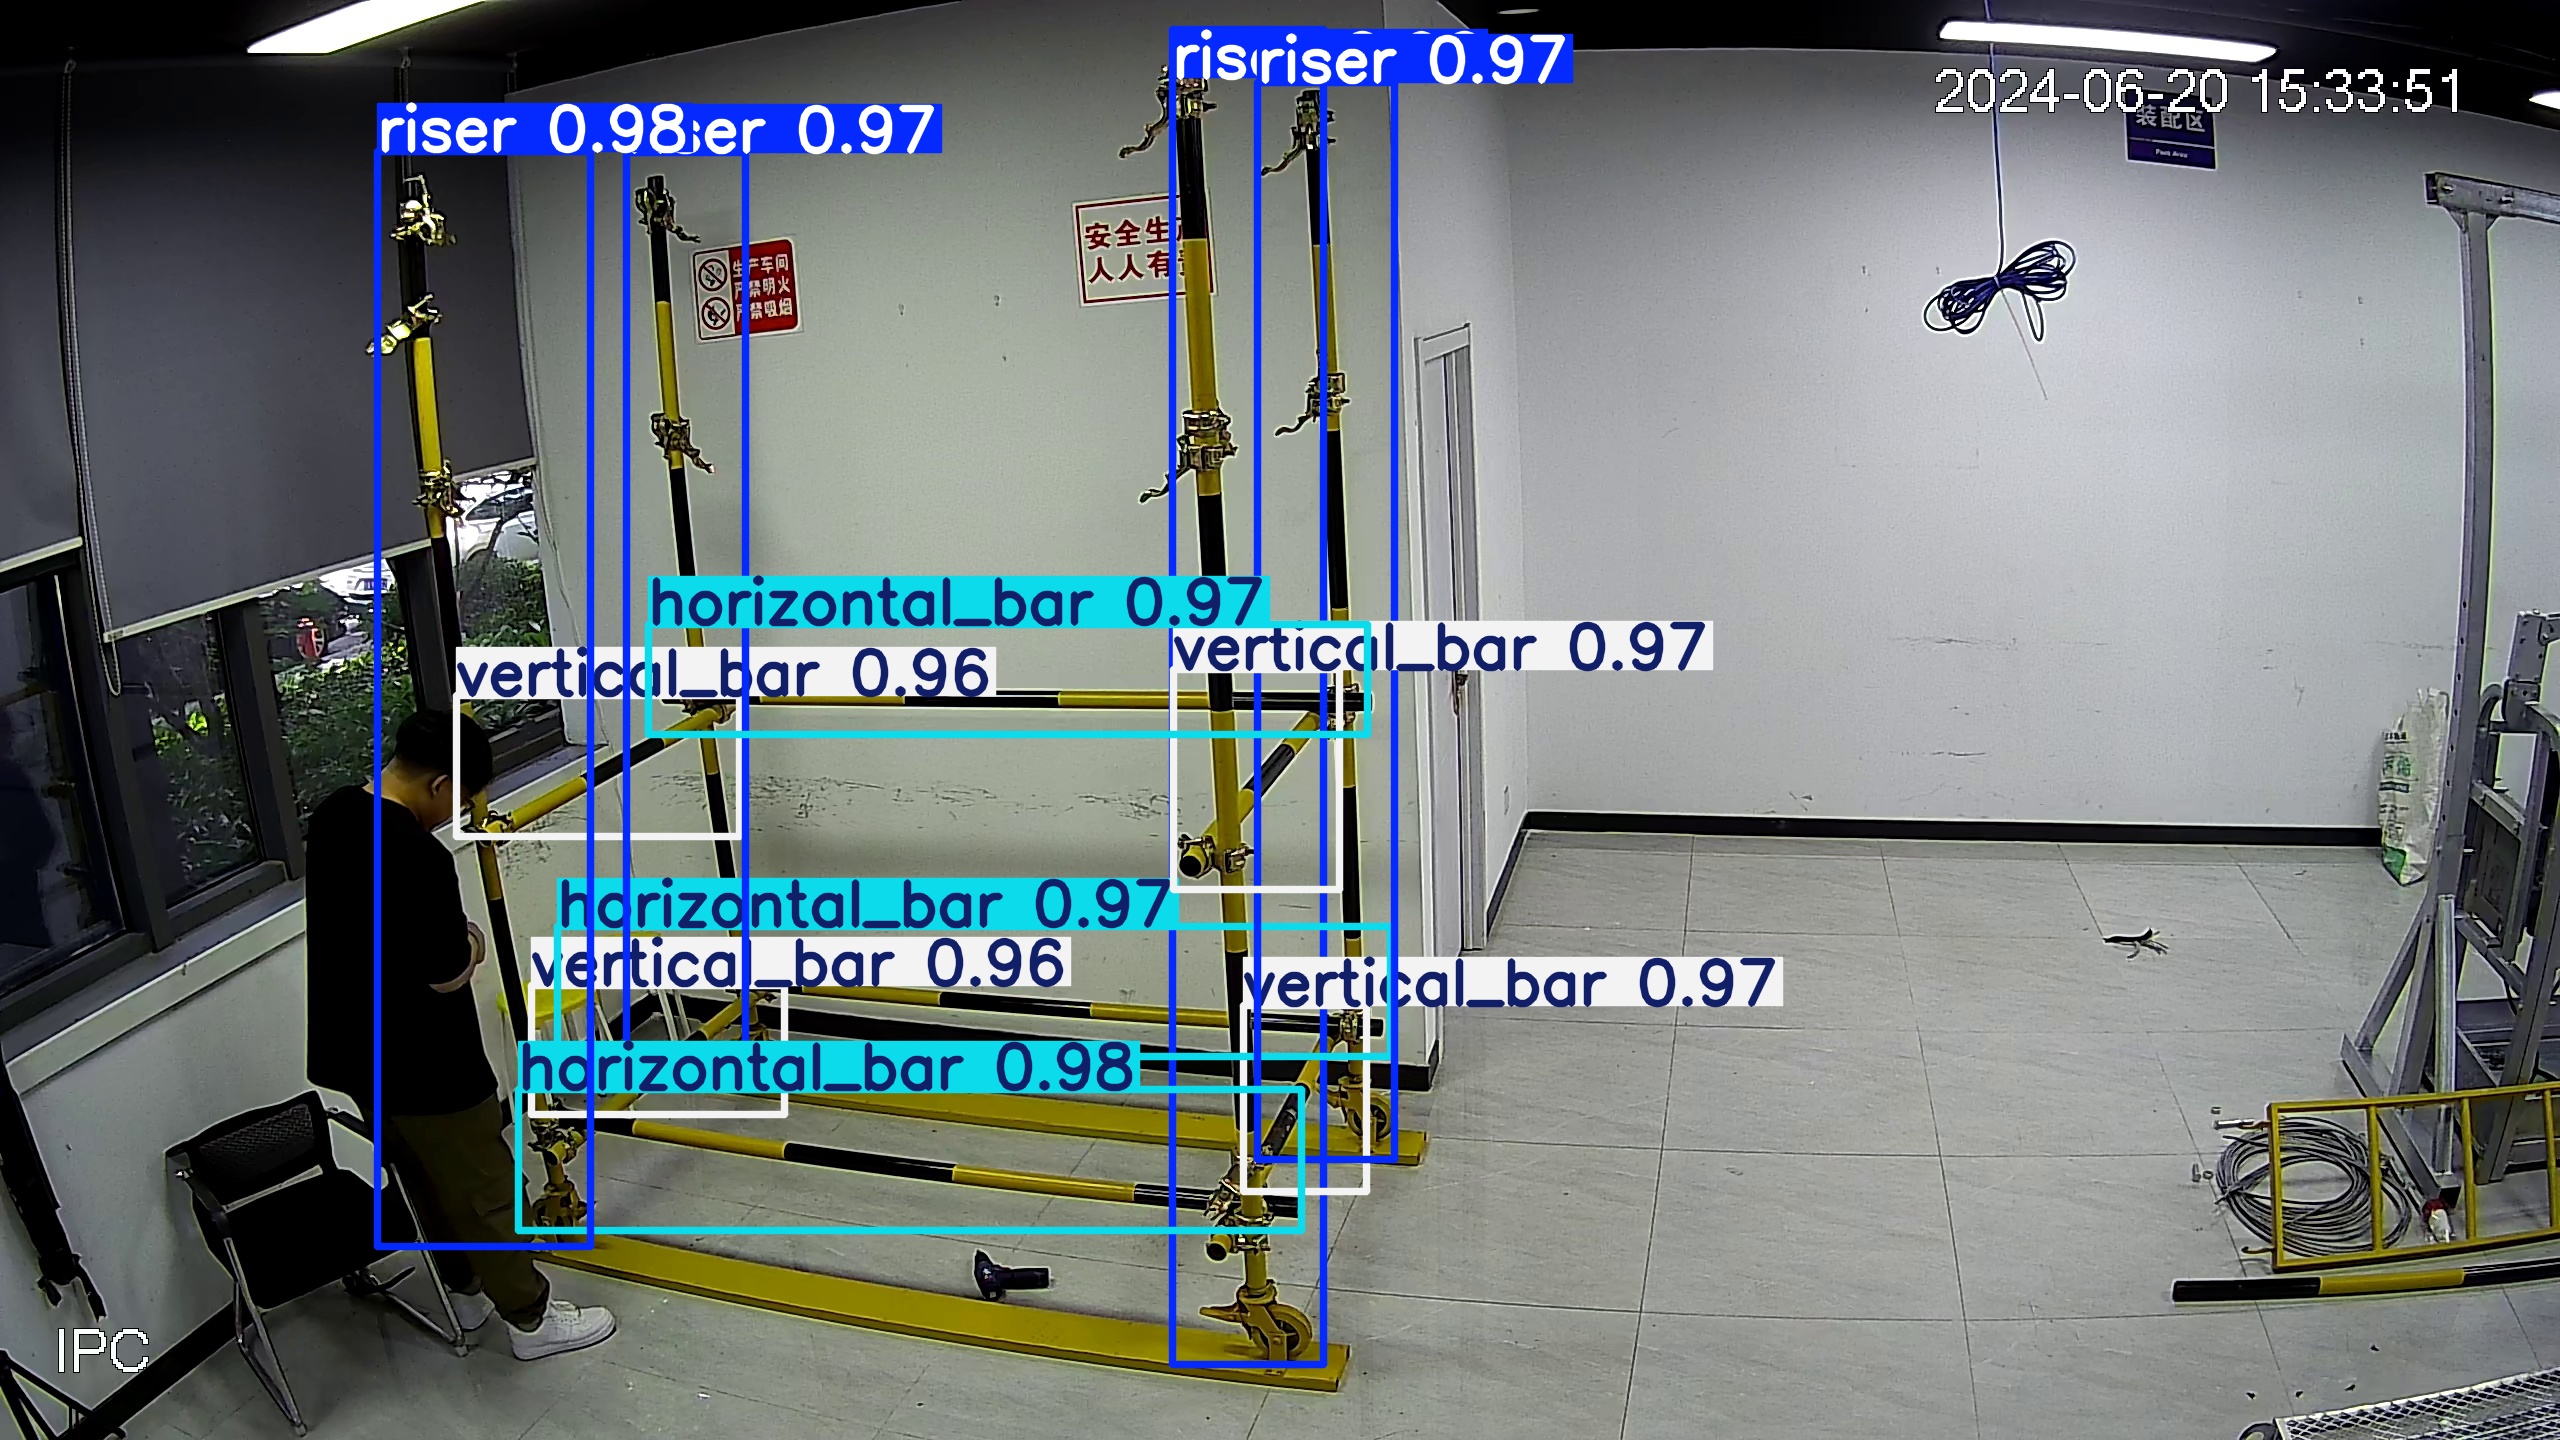 riser 0.97
2024-06-20 15:33:51
装配区
riser 0.98
ser 0.97
安全生
人人有
生产车间
严禁明火
严禁吸烟
horizontal_bar 0.97
vertical_bar 0.97
vertical_bar 0.96
horizontal_bar 0.97
vertical_bar 0.96
vertical_bar 0.97
horizontal_bar 0.98
IPC